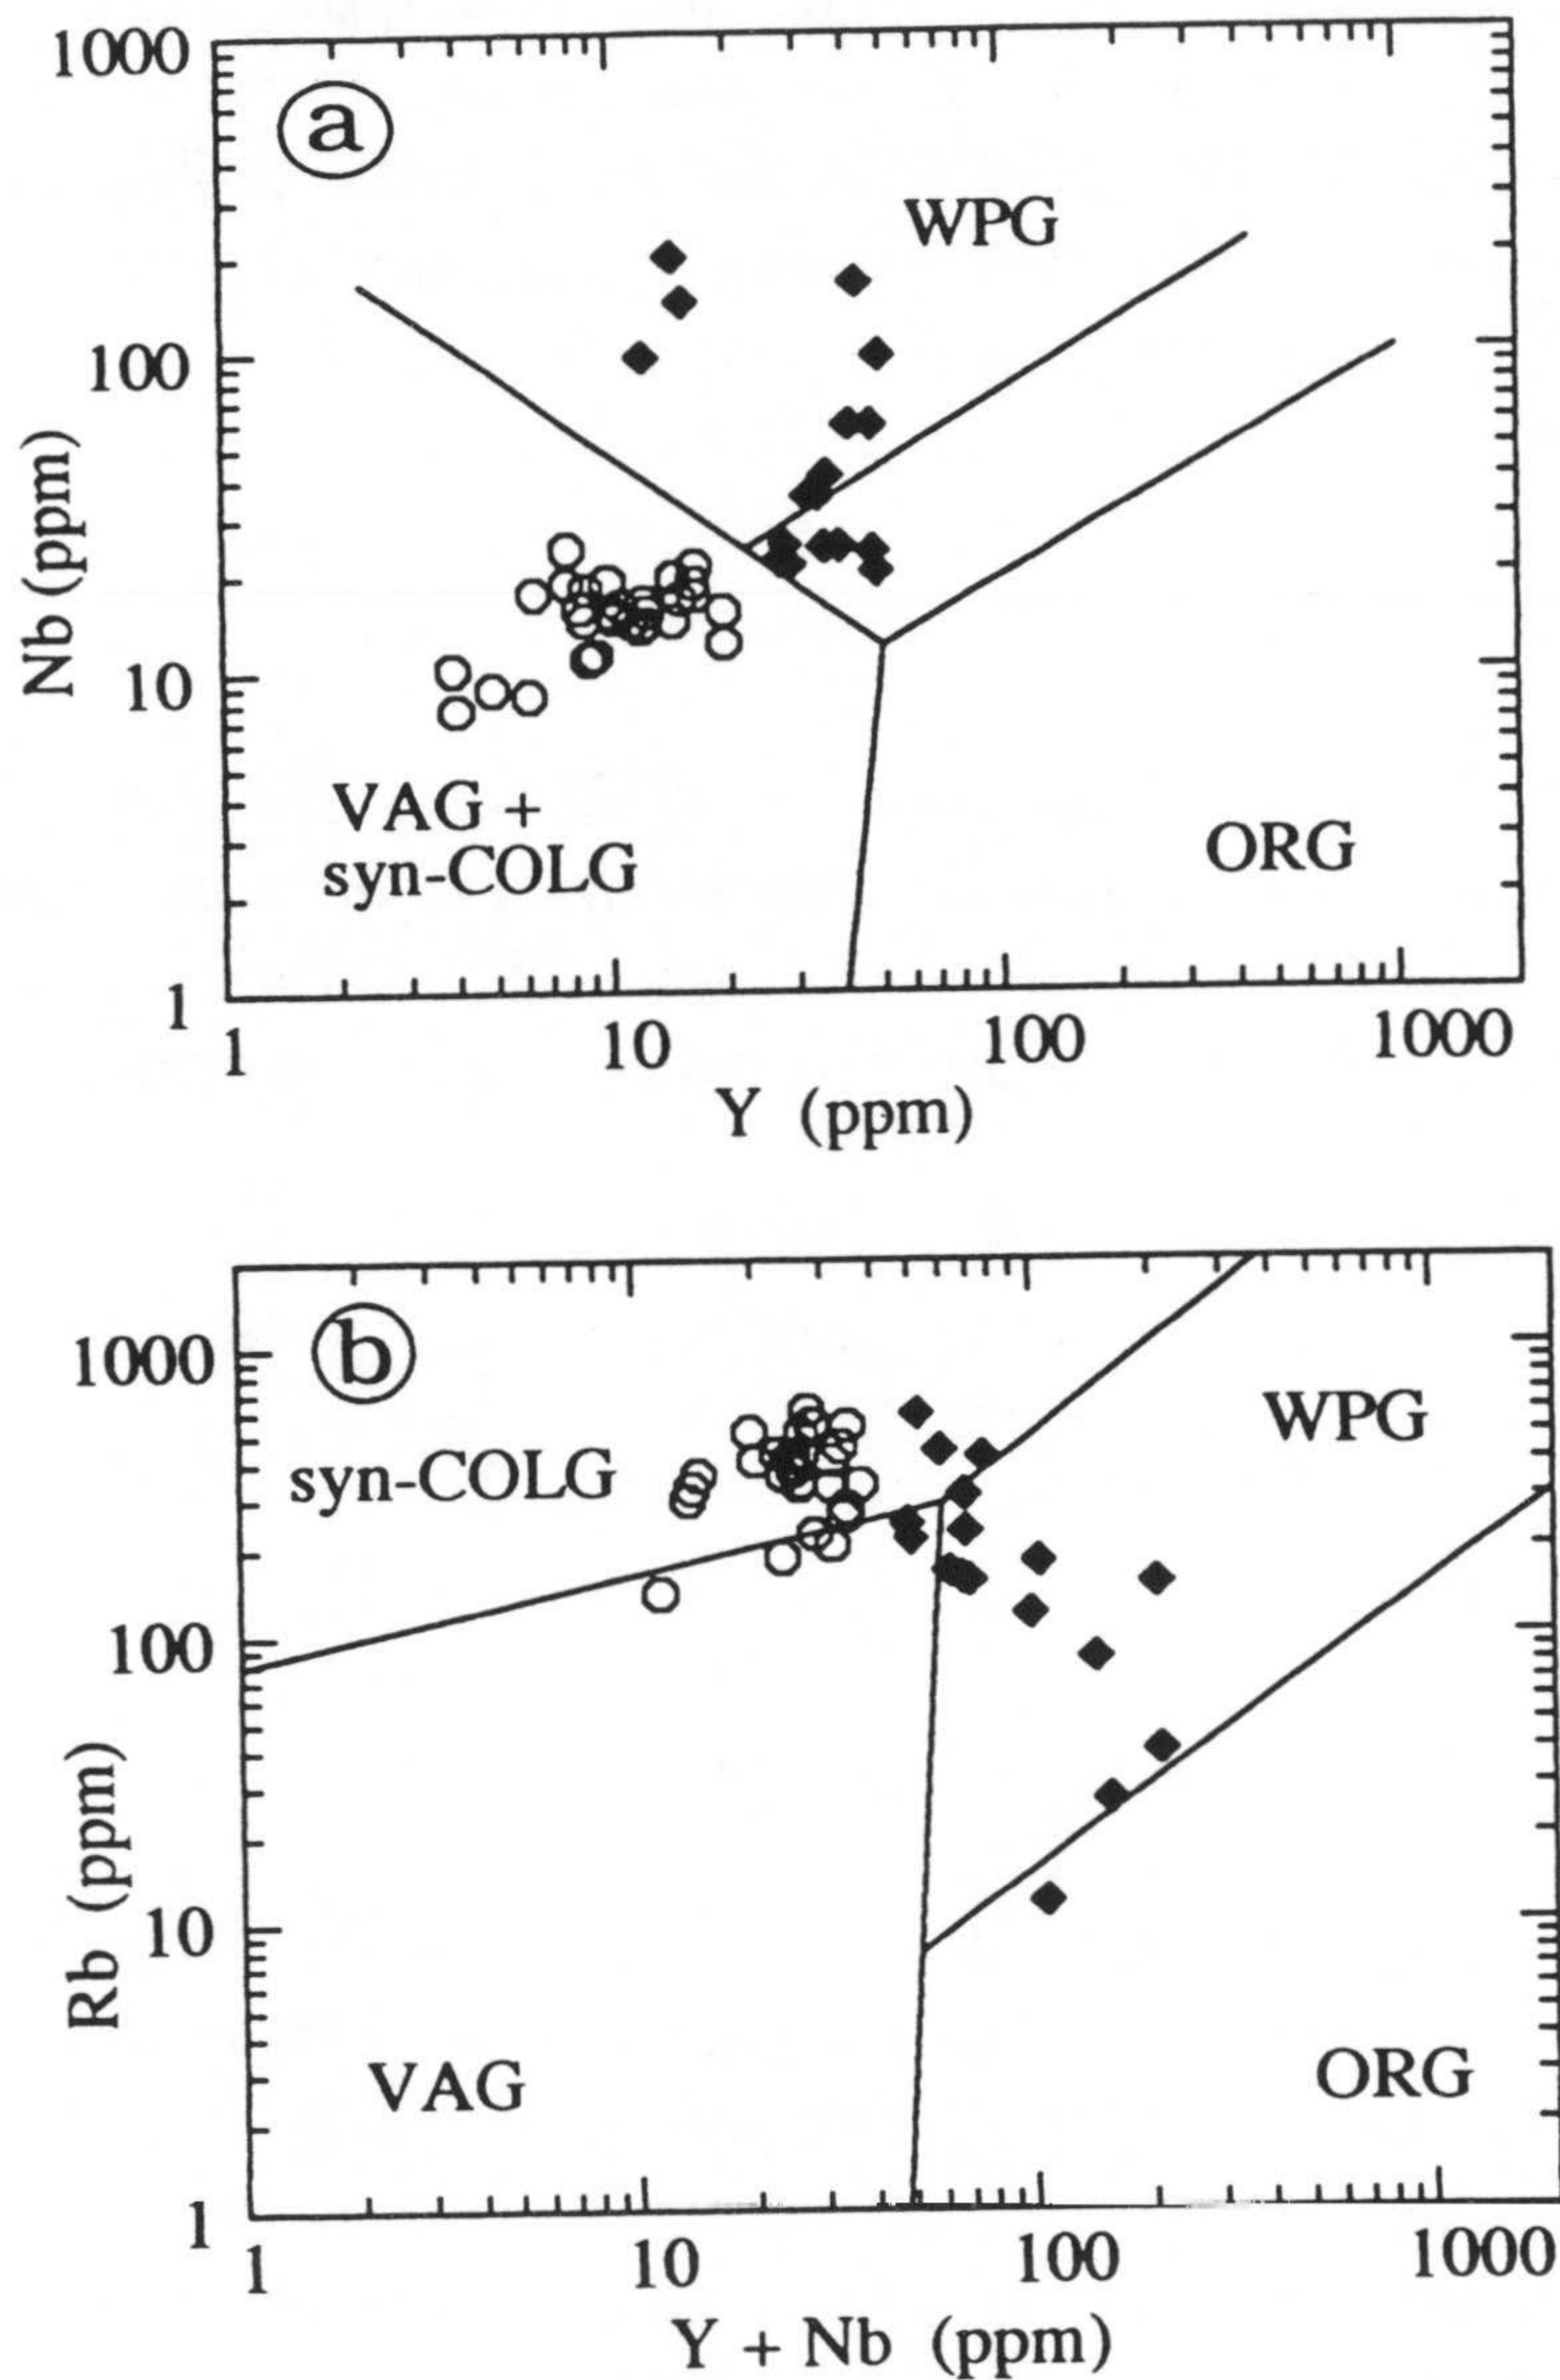 1000
a
WPG
100
Nb (ppm)
10
VAG +
syn-COLG
ORG
1
1 10 100 1000
Y (ppm)
b
1000
WPG
syn-COLG
100
Rb (ppm)
10
VAG
ORG
1
1 10 100 1000
Y + Nb (ppm)